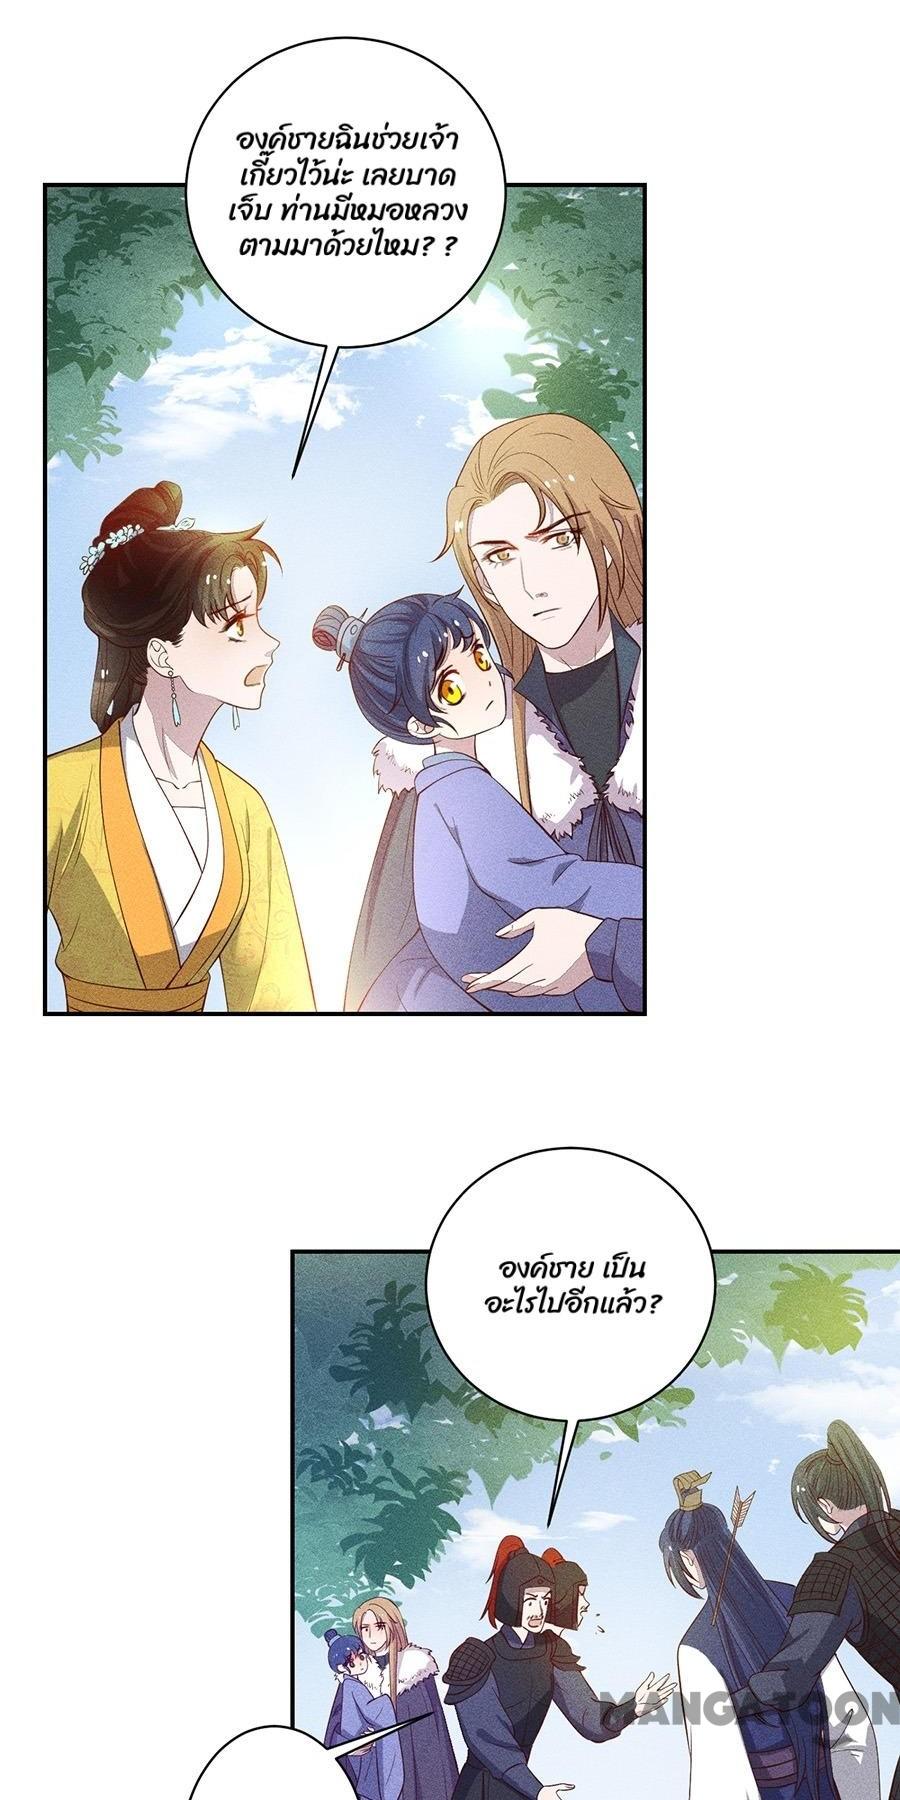 องค์ชายฉินช่วยเจ้า
เกี๊ยวไว้น่ะ เลยบาด
เจ็บ ท่านมีหมอหลวง
ตามมาด้วยไหม? ?
องค์ชาย เป็น
อะไรไปอีกแล้ว?
MANGATOON